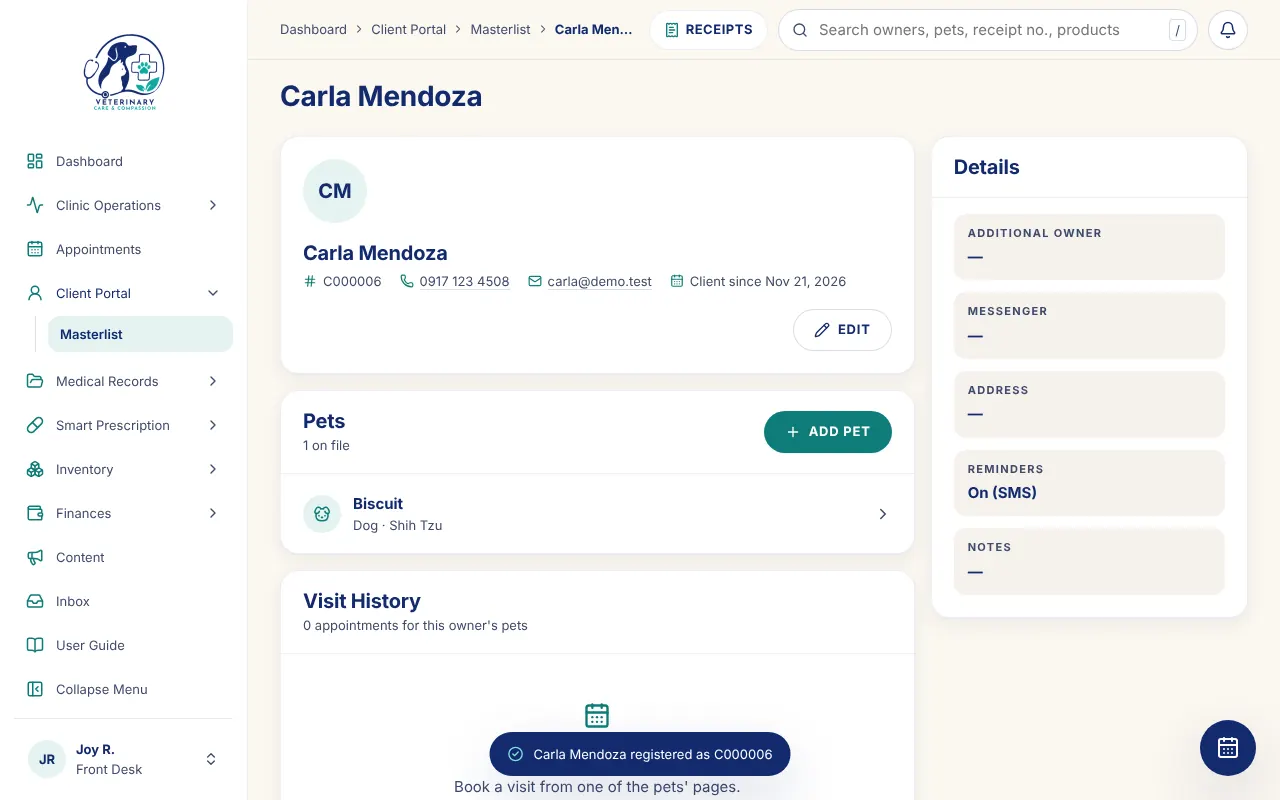 VETERINARY
CARE & COMPASSION
Dashboard
Clinic Operations
Appointments
Client Portal
Masterlist
Medical Records
Smart Prescription
Inventory
Finances
Content
Inbox
User Guide
Collapse Menu
JR
Joy R.
Front Desk
Dashboard > Client Portal > Masterlist > Carla Men...
RECEIPTS
Search owners, pets, receipt no., products /
Carla Mendoza
CM
Carla Mendoza
# C000006 0917 123 4508 carla@demo.test Client since Nov 21, 2026
EDIT
Pets
1 on file
+ ADD PET
Biscuit
Dog · Shih Tzu
Visit History
0 appointments for this owner's pets
Carla Mendoza registered as C000006
Book a visit from one of the pets' pages.
Details
ADDITIONAL OWNER
—
MESSENGER
—
ADDRESS
—
REMINDERS
On (SMS)
NOTES
—